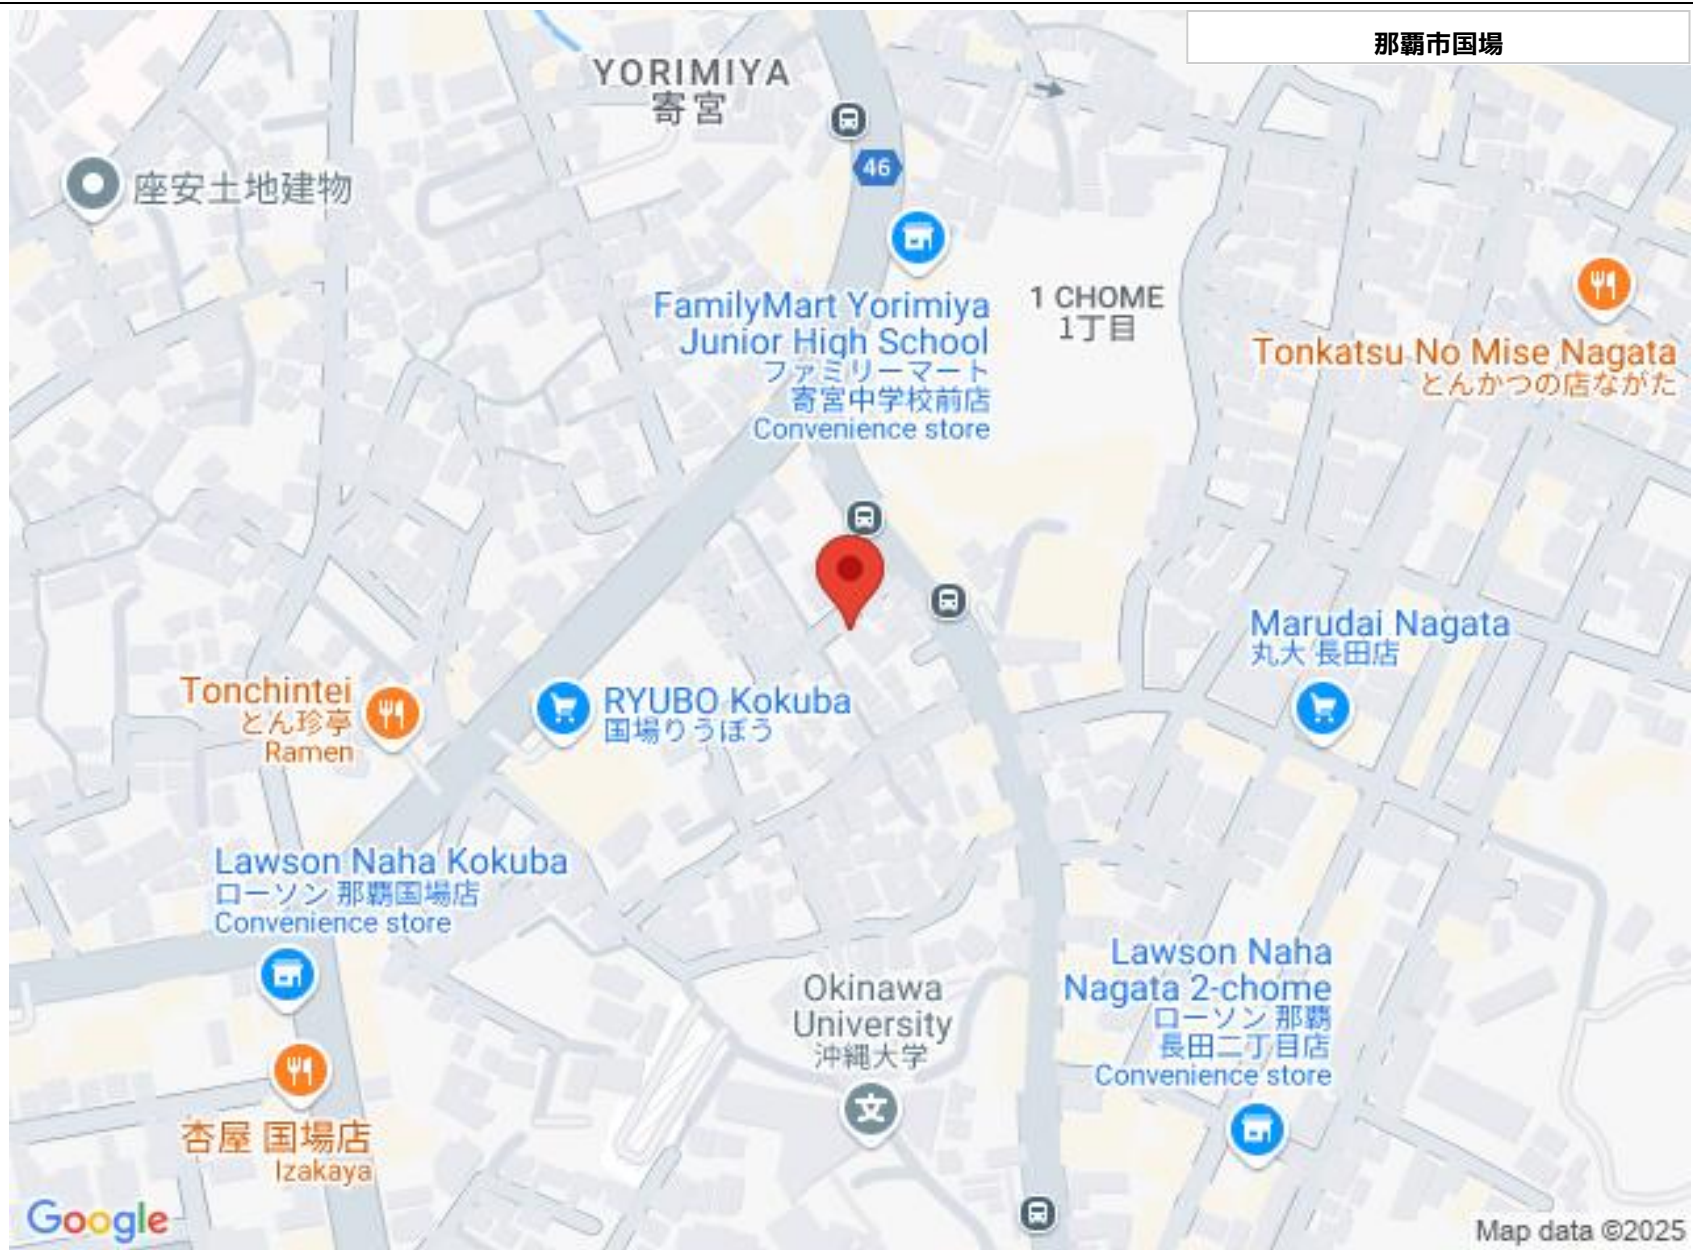 那覇市国場
YORIMIYA
寄宮
46
座安土地建物
FamilyMart Yorimiya
Junior High School
ファミリーマート
寄宮中学校前店
Convenience store
1 CHOME
1丁目
Tonkatsu No Mise Nagata
とんかつの店ながた
Marudai Nagata
丸大 長田店
Tonchintei
とん珍亭
Ramen
RYUBO Kokuba
国場りうぼう
Lawson Naha Kokuba
ローソン 那覇国場店
Convenience store
Okinawa
University
沖縄大学
文
Lawson Naha
Nagata 2-chome
ローソン 那覇
長田二丁目店
Convenience store
杏屋 国場店
Izakaya
Google
Map data ©2025